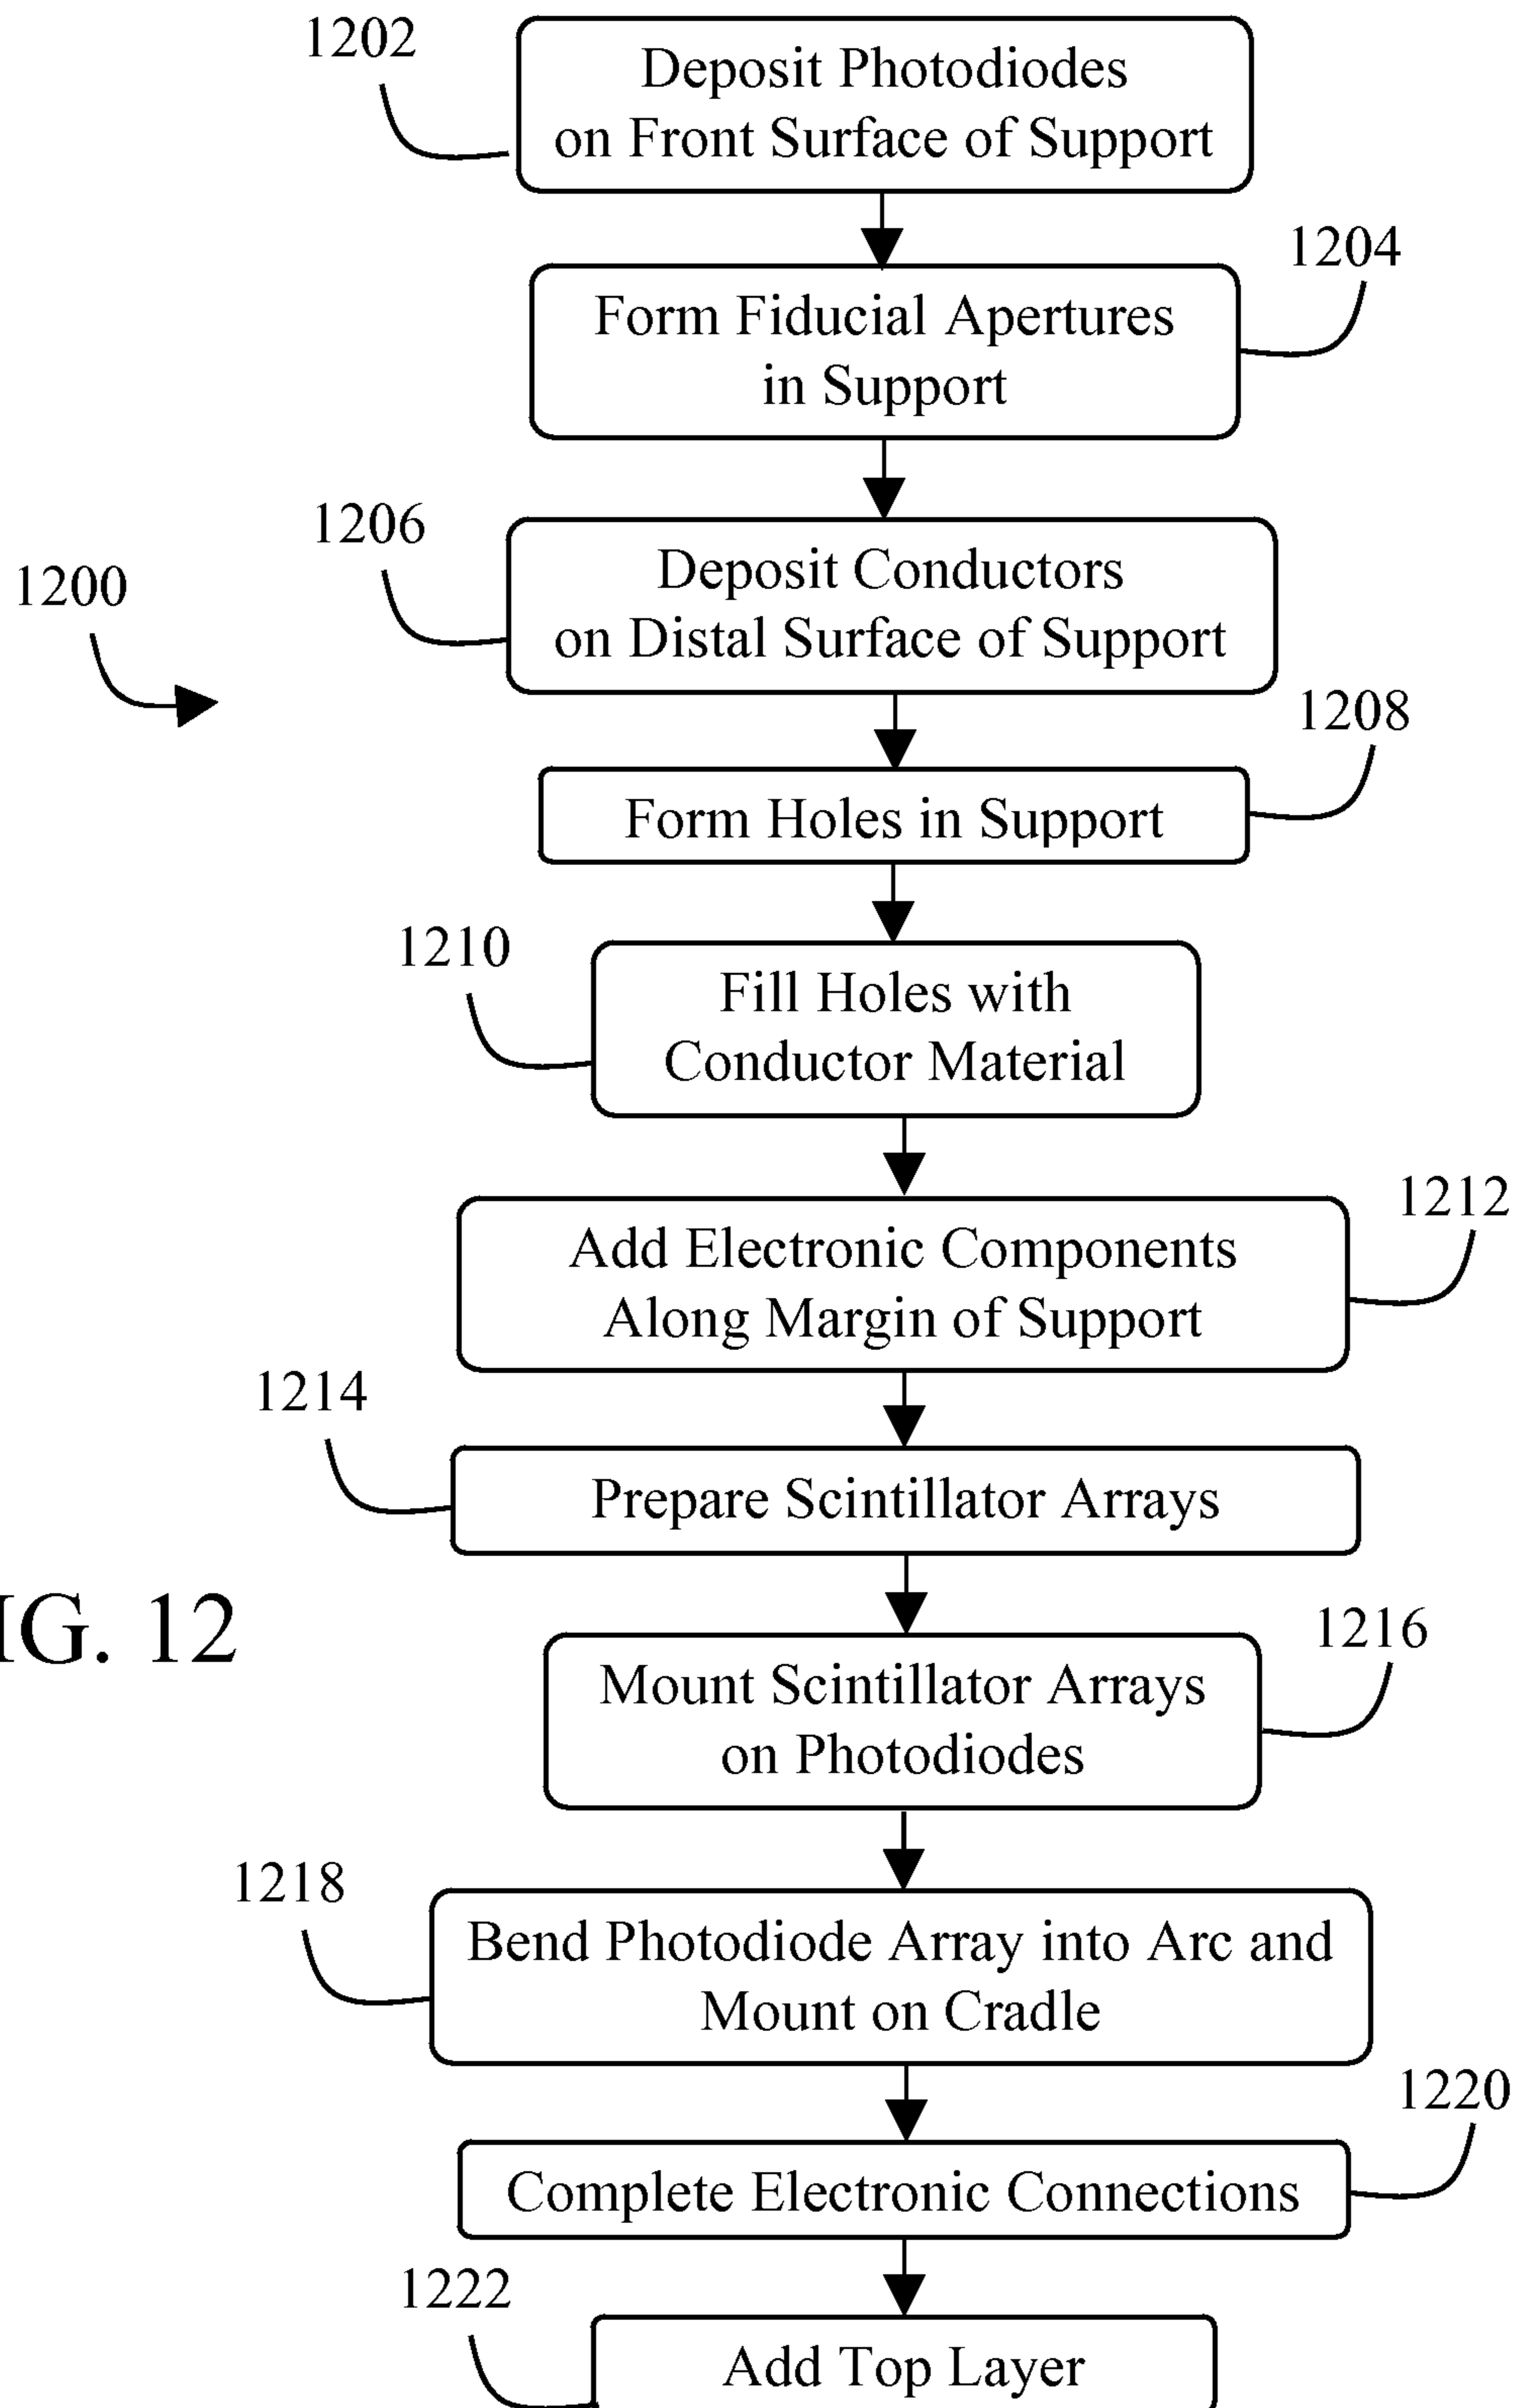 1202
Deposit Photodiodes
on Front Surface of Support
1204
Form Fiducial Apertures
in Support
1206
Deposit Conductors
on Distal Surface of Support
1200
1208
Form Holes in Support
1210
Fill Holes with
Conductor Material
1212
Add Electronic Components
Along Margin of Support
1214
Prepare Scintillator Arrays
IG. 12
1216
Mount Scintillator Arrays
on Photodiodes
1218
Bend Photodiode Array into Arc and
Mount on Cradle
1220
Complete Electronic Connections
1222
Add Top Layer